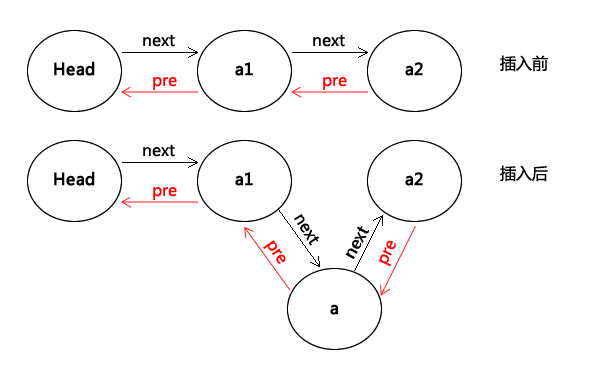 next next
Head a1 a2 插入前
pre pre
next
Head a1 a2 插入后
pre
next next
pre pre
a